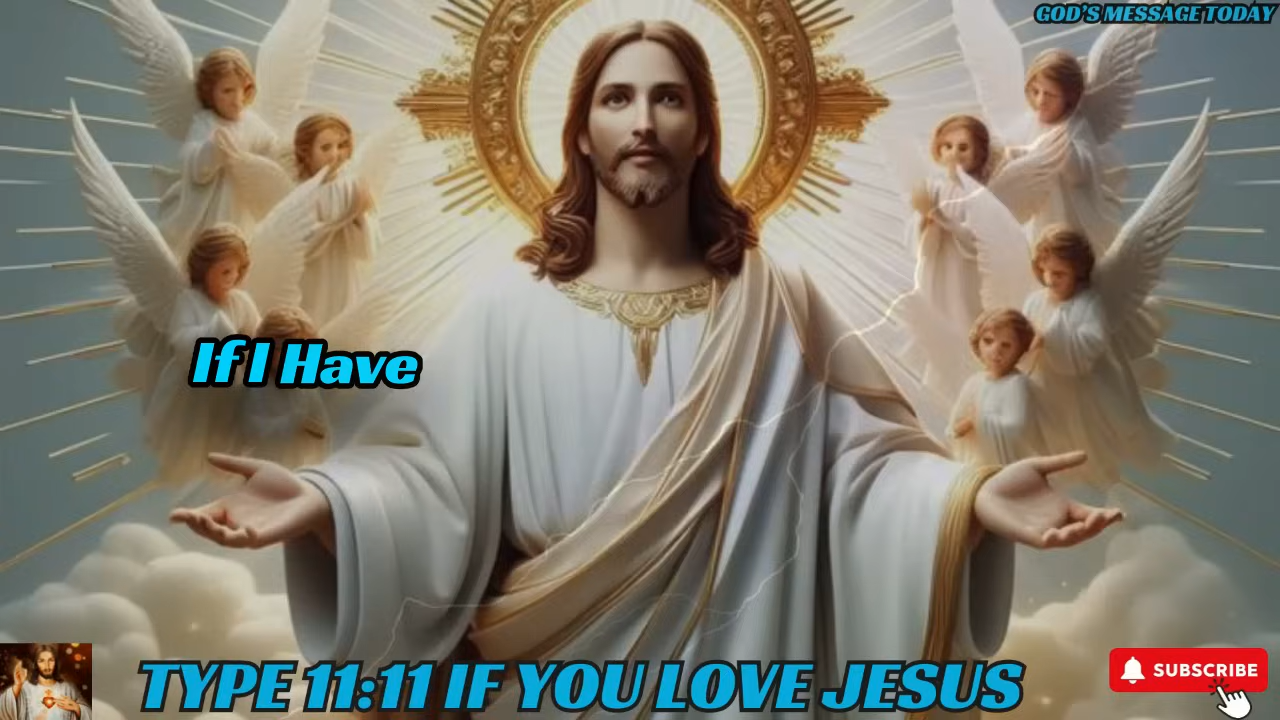 GOD'S MESSAGE TODAY
If I Have
TYPE 11:11 IF YOU LOVE JESUS
SUBSCRIBE